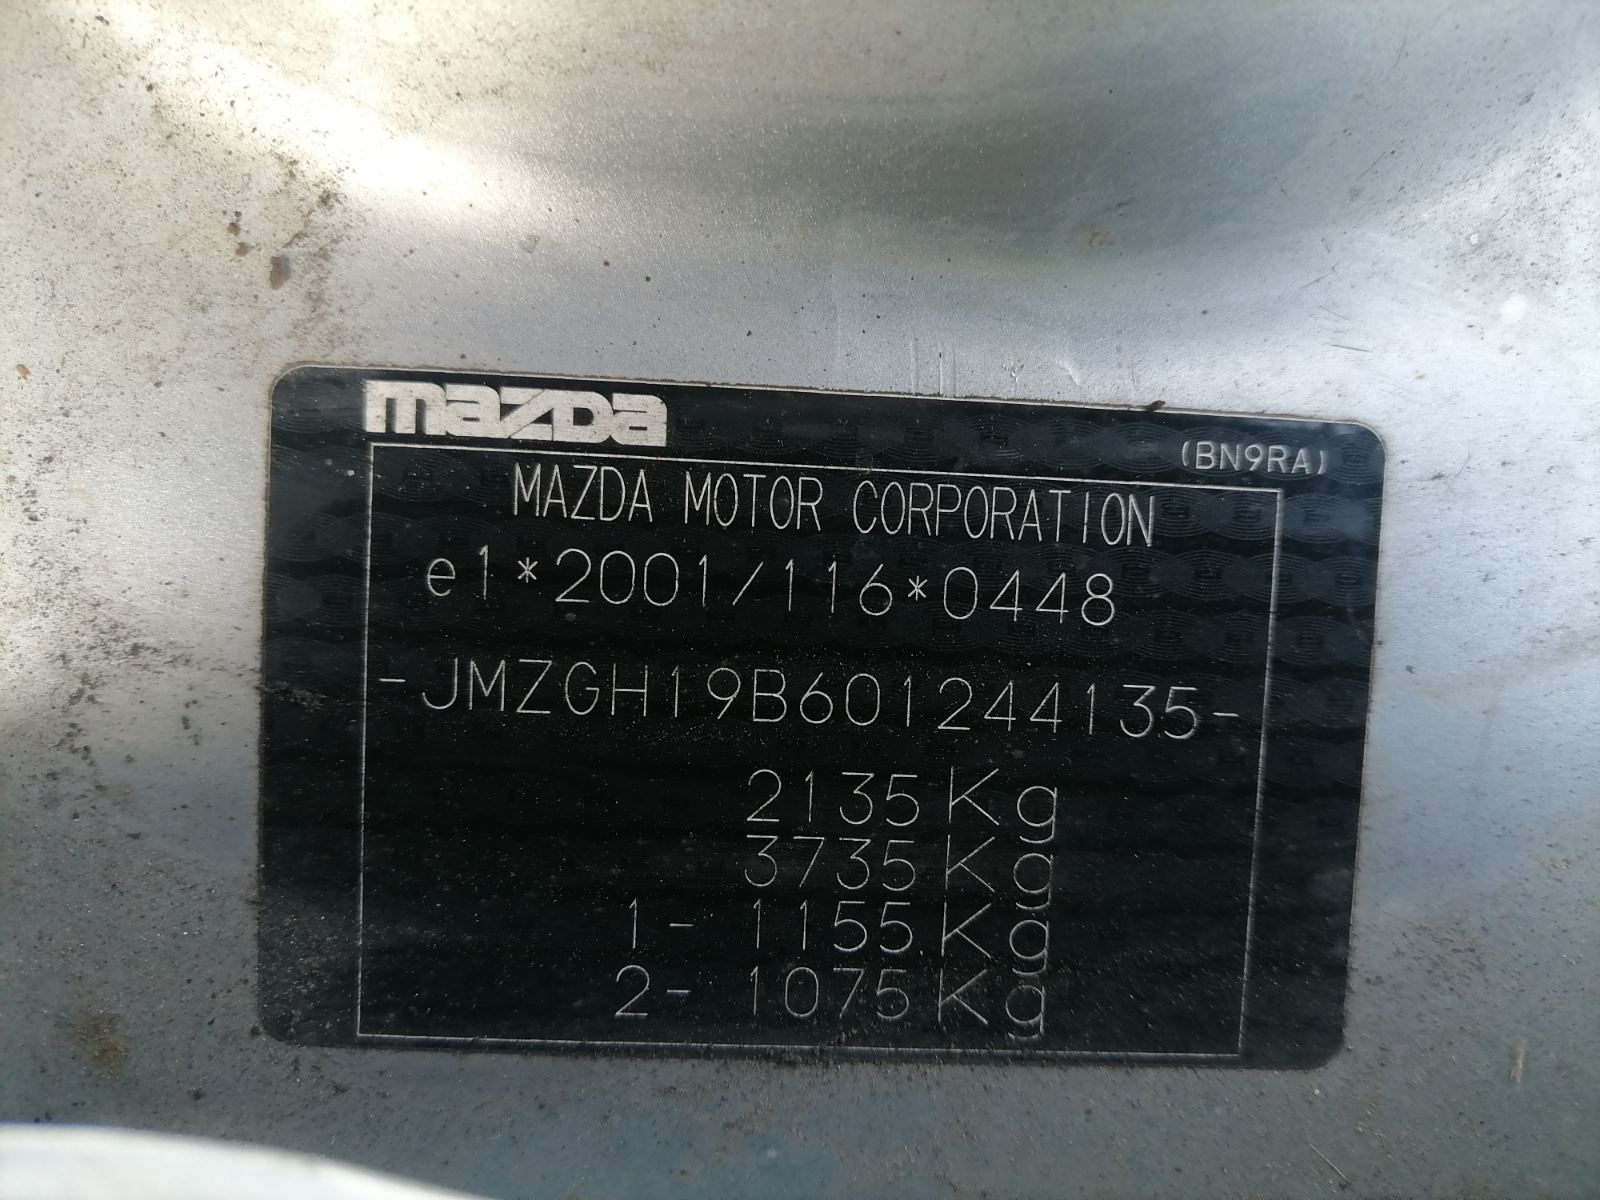 mazda
(BN9RA)
MAZDA MOTOR CORPORATION
e1*2001/116*0448
-JMZGH19B601244135-
2135Kg
3735Kg
1- 1155Kg
2- 1075Kg